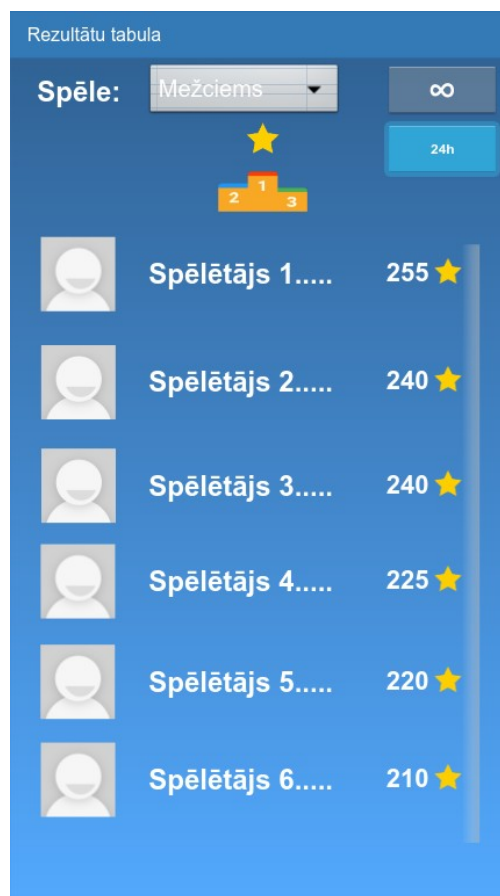 Rezultātu tabula
Spēle: Mežciems ∞
24h
1
2 3
Spēlētājs 1..... 255
Spēlētājs 2..... 240
Spēlētājs 3..... 240
Spēlētājs 4..... 225
Spēlētājs 5..... 220
Spēlētājs 6..... 210